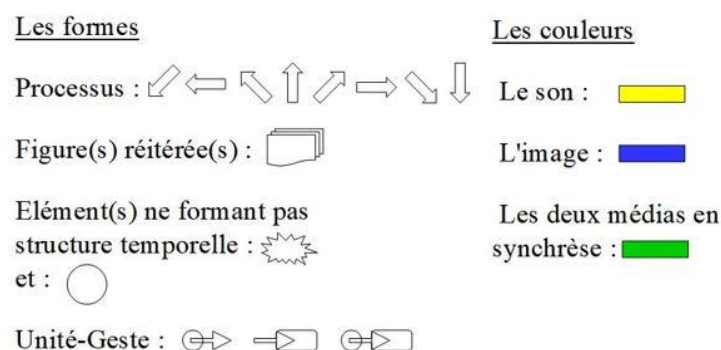 Les formes
Processus :
Figure(s) réitérée(s) :
Elément(s) ne formant pas
structure temporelle :
et :
Unité-Geste :
Les couleurs
Le son :
L'image :
Les deux médias en
synchrèse :